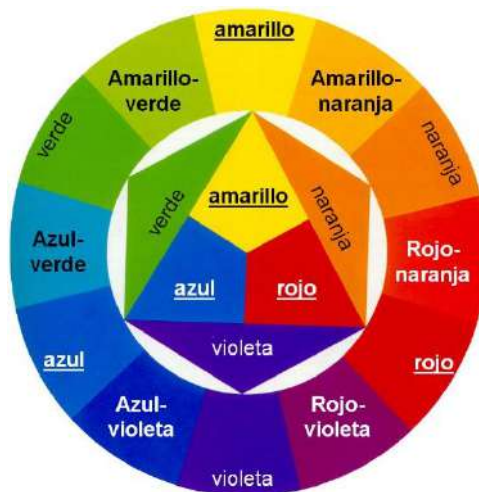 amarillo
Amarillo-
verde
Amarillo-
naranja
verde
naranja
amarillo
verde
naranja
Azul-
verde
Rojo-
naranja
azul
rojo
azul
rojo
violeta
Azul-
violeta
Rojo-
violeta
violeta